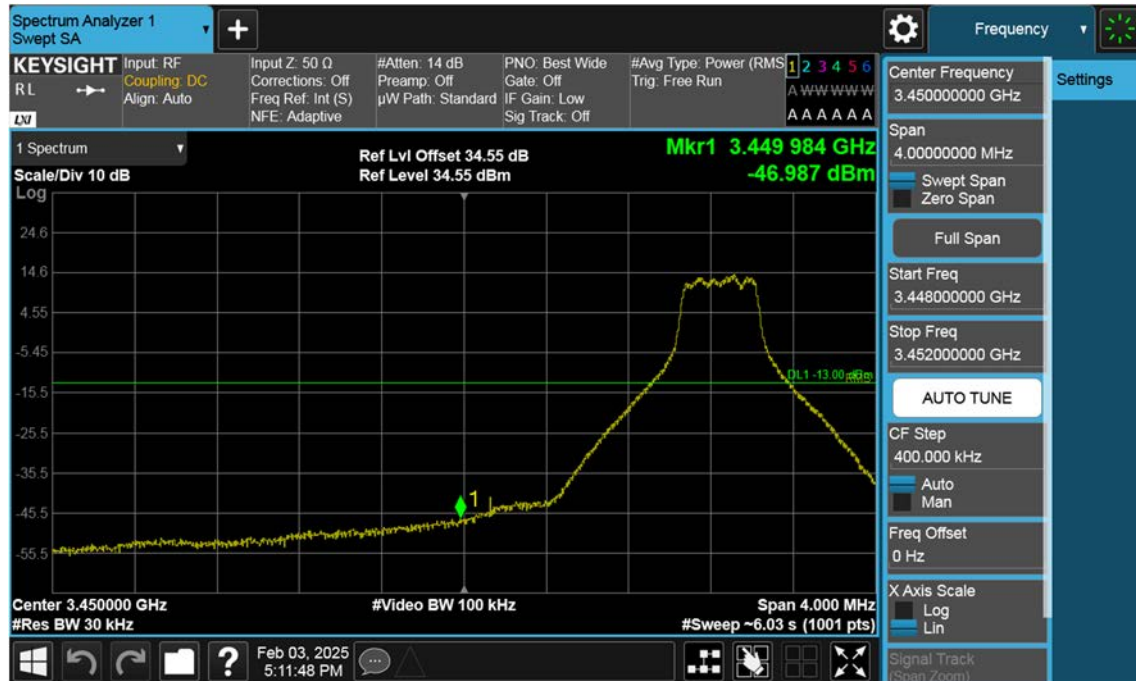 Spectrum Analyzer 1
Swept SA
+
Frequency
KEYSIGHT
RL
LXI
Input: RF
Coupling: DC
Align: Auto
Input Z: 50 Ω
Corrections: Off
Freq Ref: Int (S)
NFE: Adaptive
#Atten: 14 dB
Preamp: Off
µW Path: Standard
PNO: Best Wide
Gate: Off
IF Gain: Low
Sig Track: Off
#Avg Type: Power (RMS
Trig: Free Run
1 2 3 4 5 6
A W W W W W
A A A A A A
1 Spectrum
Scale/Div 10 dB
Log
Ref Lvl Offset 34.55 dB
Ref Level 34.55 dBm
Mkr1 3.449 984 GHz
-46.987 dBm
24.6
14.6
4.55
-5.45
-15.5
-25.5
-35.5
-45.5
-55.5
DL1 -13.00 dBm
1
Center 3.450000 GHz
#Res BW 30 kHz
#Video BW 100 kHz
Span 4.000 MHz
#Sweep ~6.03 s (1001 pts)
Center Frequency
3.450000000 GHz
Span
4.00000000 MHz
Swept Span
Zero Span
Full Span
Start Freq
3.448000000 GHz
Stop Freq
3.452000000 GHz
AUTO TUNE
CF Step
400.000 kHz
Auto
Man
Freq Offset
0 Hz
X Axis Scale
Log
Lin
Signal Track
(Span Zoom)
Settings
?
Feb 03, 2025
5:11:48 PM